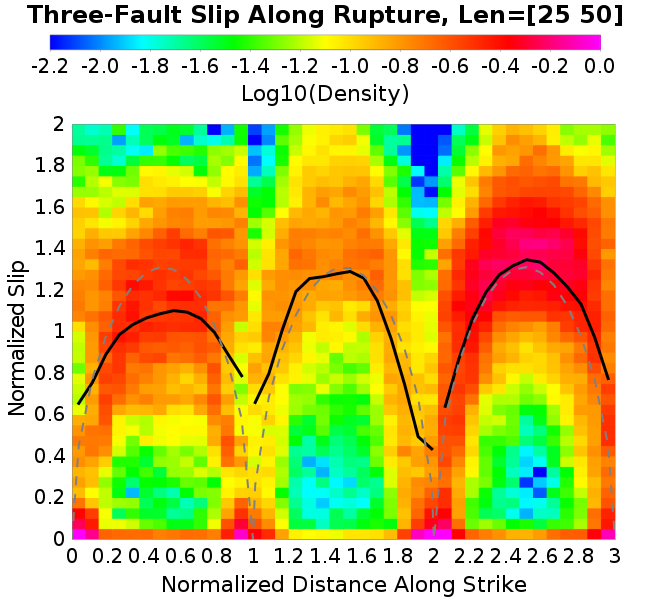 Three-Fault Slip Along Rupture, Len=[25 50]
-2.2 -2.0 -1.8 -1.6 -1.4 -1.2 -1.0 -0.8 -0.6 -0.4 -0.2 0.0
Log10(Density)
2
1.8
1.6
1.4
1.2
1
0.8
0.6
0.4
0.2
0
Normalized Slip
0 0.2 0.4 0.6 0.8 1 1.2 1.4 1.6 1.8 2 2.2 2.4 2.6 2.8 3
Normalized Distance Along Strike